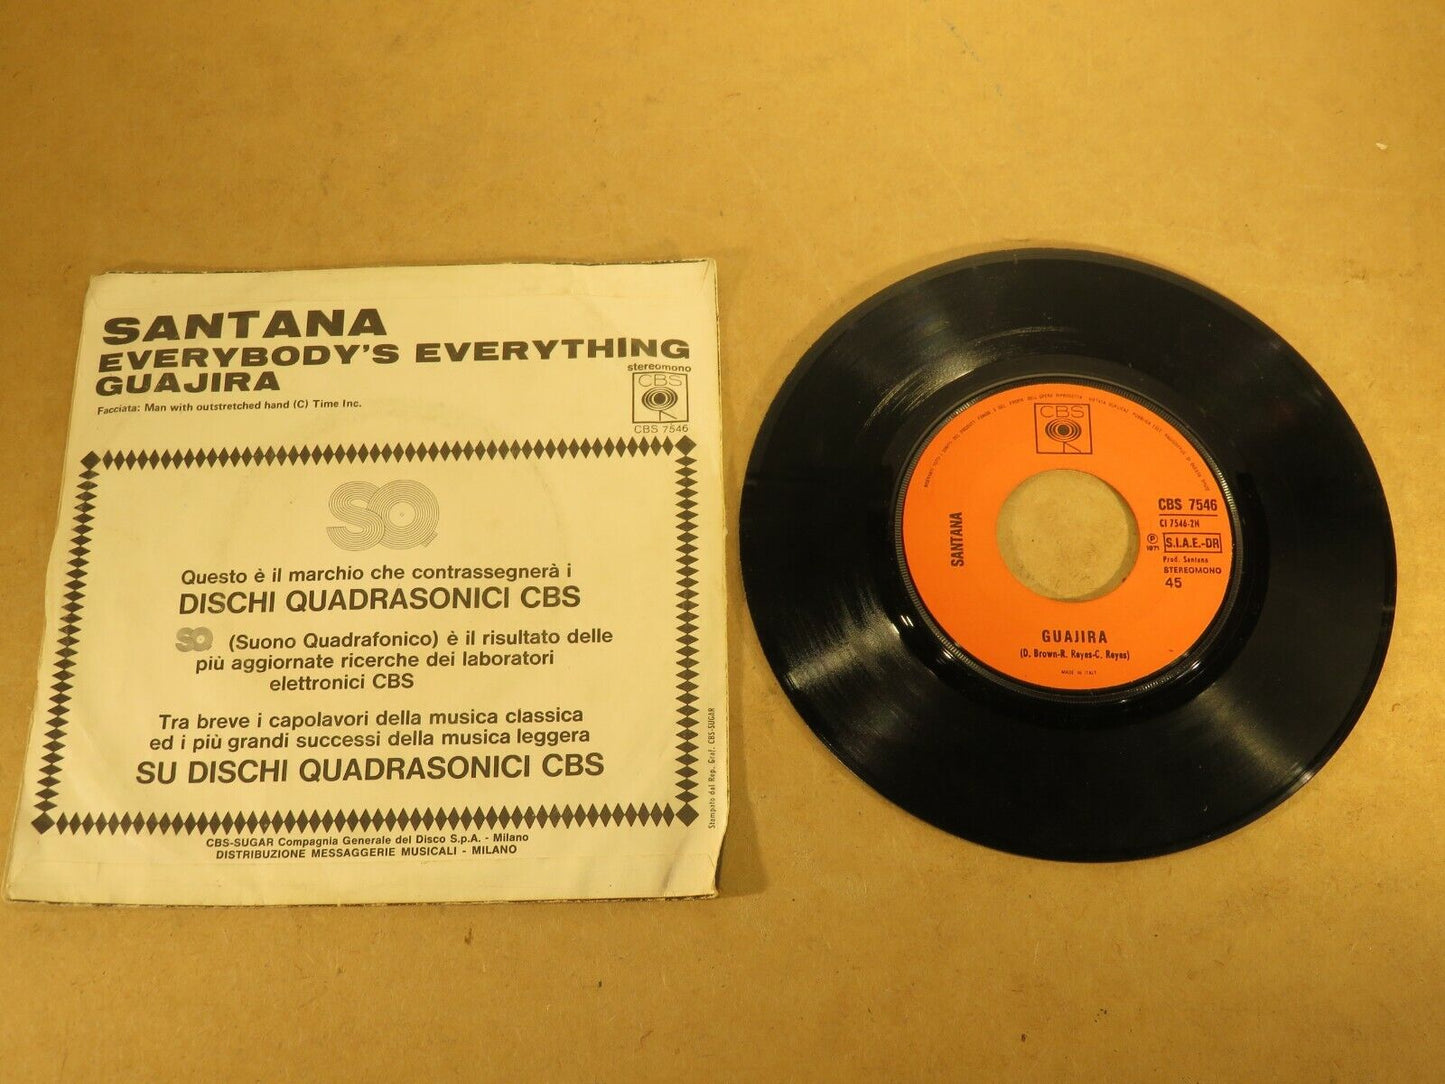 SANTANA
EVERYBODY'S EVERYTHING
GUAJIRA
Facciata: Man with outstretched hand (C) Time Inc.
stereomono
CBS
CBS 7546
SQ
Questo è il marchio che contrassegnerà i
DISCHI QUADRASONICI CBS
SQ (Suono Quadrafonico) è il risultato delle
più aggiornate ricerche dei laboratori
elettronici CBS
Tra breve i capolavori della musica classica
ed i più grandi successi della musica leggera
SU DISCHI QUADRASONICI CBS
CBS-SUGAR Compagnia Generale del Disco S.p.A. - Milano
DISTRIBUZIONE MESSAGGERIE MUSICALI - MILANO
Stampato dal Rep. Graf. CBS-SUGAR
CBS
SANTANA
CBS 7546
CI 7546-2N
P 1971
S.I.A.E.-DR
Prod. Santana
STEREOMONO
45
GUAJIRA
(D. Brown-R. Reyes-C. Reyes)
MADE IN ITALY